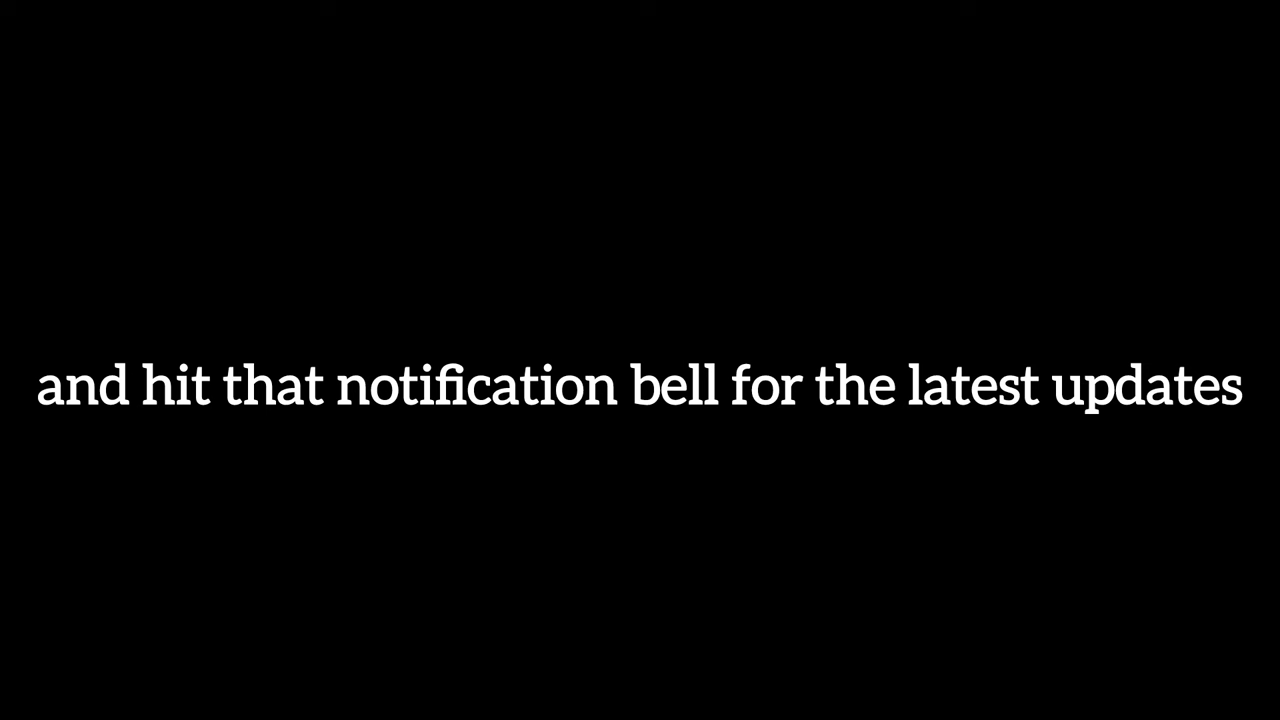 and hit that notification bell for the latest updates